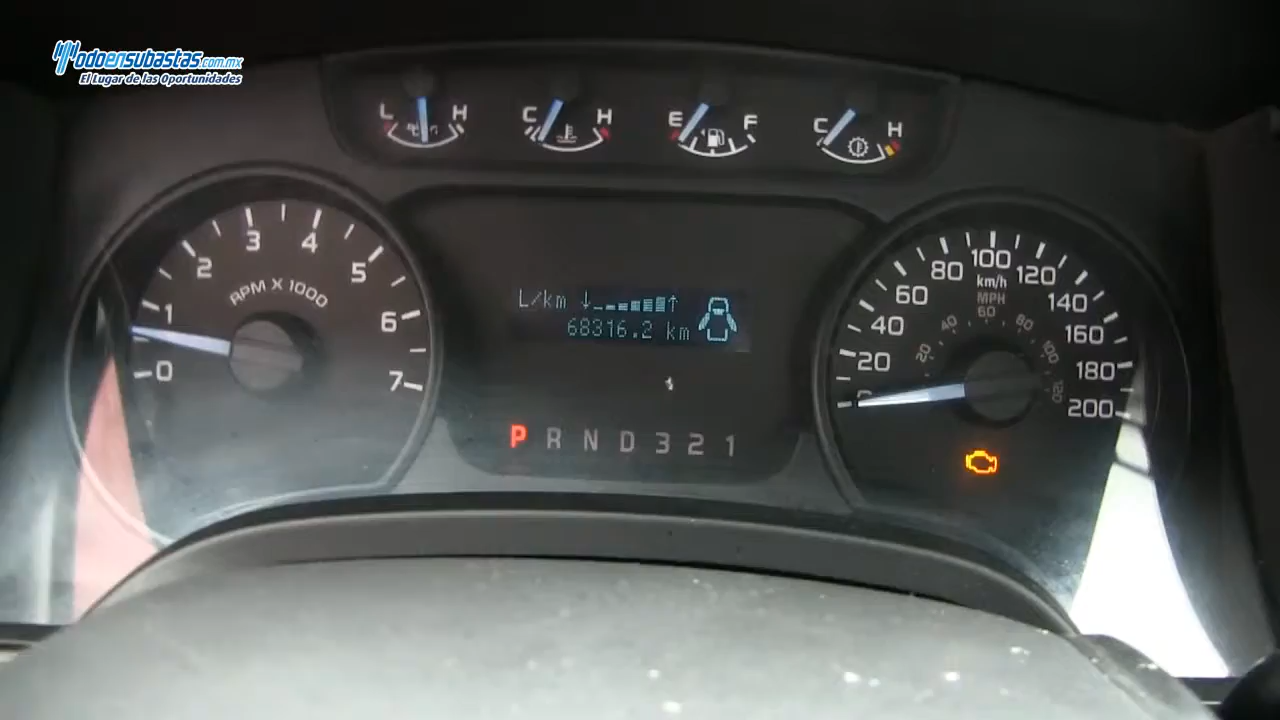 odoensubastas.com.mx
El Lugar de las Oportunidades
L H C H E F C H
0 1 2 3 4 5 6 7
RPM X 1000
L/km
68316.2 km
P R N D 3 2 1
20 40 60 80 100 120 140 160 180 200
km/h
MPH
20 40 60 80 100 120